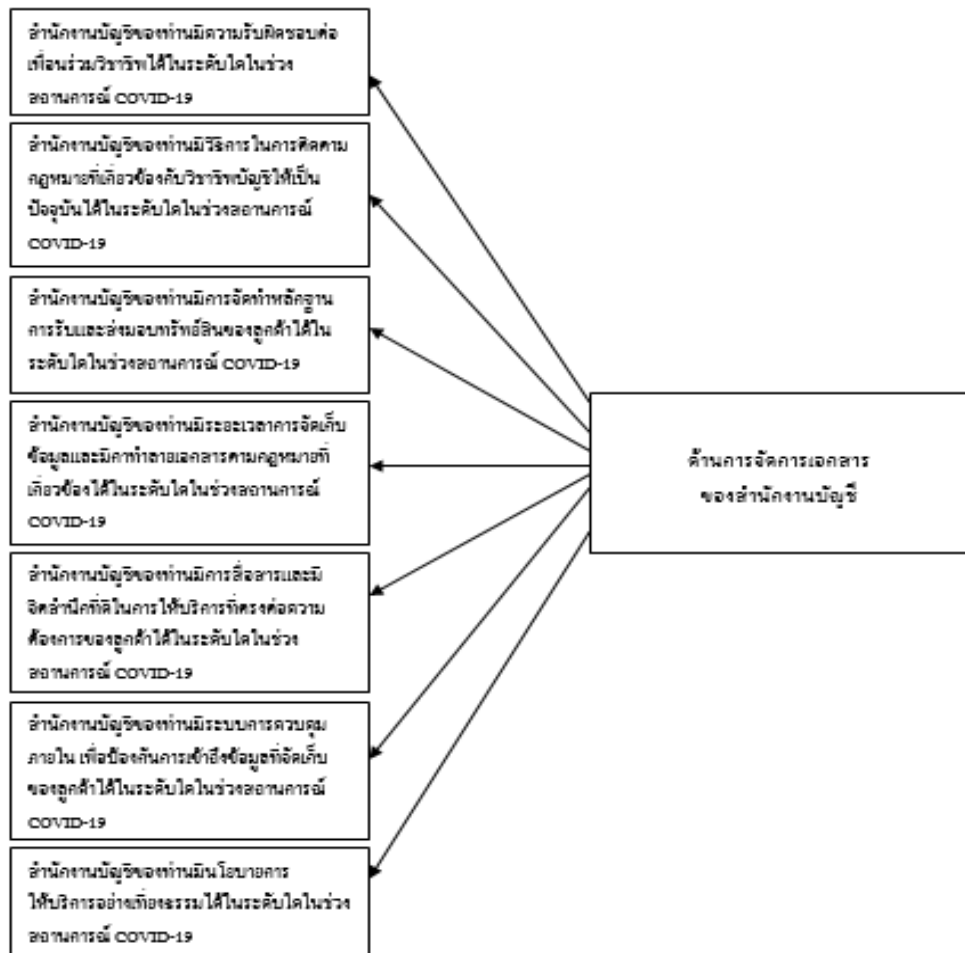 สำนักงานบัญชีของท่านมีความรับผิดชอบต่อ
เพื่อนร่วมวิชาชีพได้ในระดับใดในช่วง
สถานการณ์ COVID-19
สำนักงานบัญชีของท่านมีวิธีการในการติดตาม
กฎหมายที่เกี่ยวข้องกับวิชาชีพบัญชีให้เป็น
ปัจจุบันได้ในระดับใดในช่วงสถานการณ์
COVID-19
สำนักงานบัญชีของท่านมีการจัดทำหลักฐาน
การรับและส่งมอบทรัพย์สินของลูกค้าได้ใน
ระดับใดในช่วงสถานการณ์ COVID-19
สำนักงานบัญชีของท่านมีระยะเวลาการจัดเก็บ
ข้อมูลและมีคาทำลายเอกสารตามกฎหมายที่
เกี่ยวข้องได้ในระดับใดในช่วงสถานการณ์
COVID-19
สำนักงานบัญชีของท่านมีการสื่อสารและมี
จิตสำนึกที่ดีในการให้บริการที่ตรงต่อความ
ต้องการของลูกค้าได้ในระดับใดในช่วง
สถานการณ์ COVID-19
สำนักงานบัญชีของท่านมีระบบการควบคุม
ภายใน เพื่อป้องกันการเข้าถึงข้อมูลที่จัดเก็บ
ของลูกค้าได้ในระดับใดในช่วงสถานการณ์
COVID-19
สำนักงานบัญชีของท่านมีนโยบายการ
ให้บริการอย่างเที่ยงธรรมได้ในระดับใดในช่วง
สถานการณ์ COVID-19
ด้านการจัดการเอกสาร
ของสำนักงานบัญชี